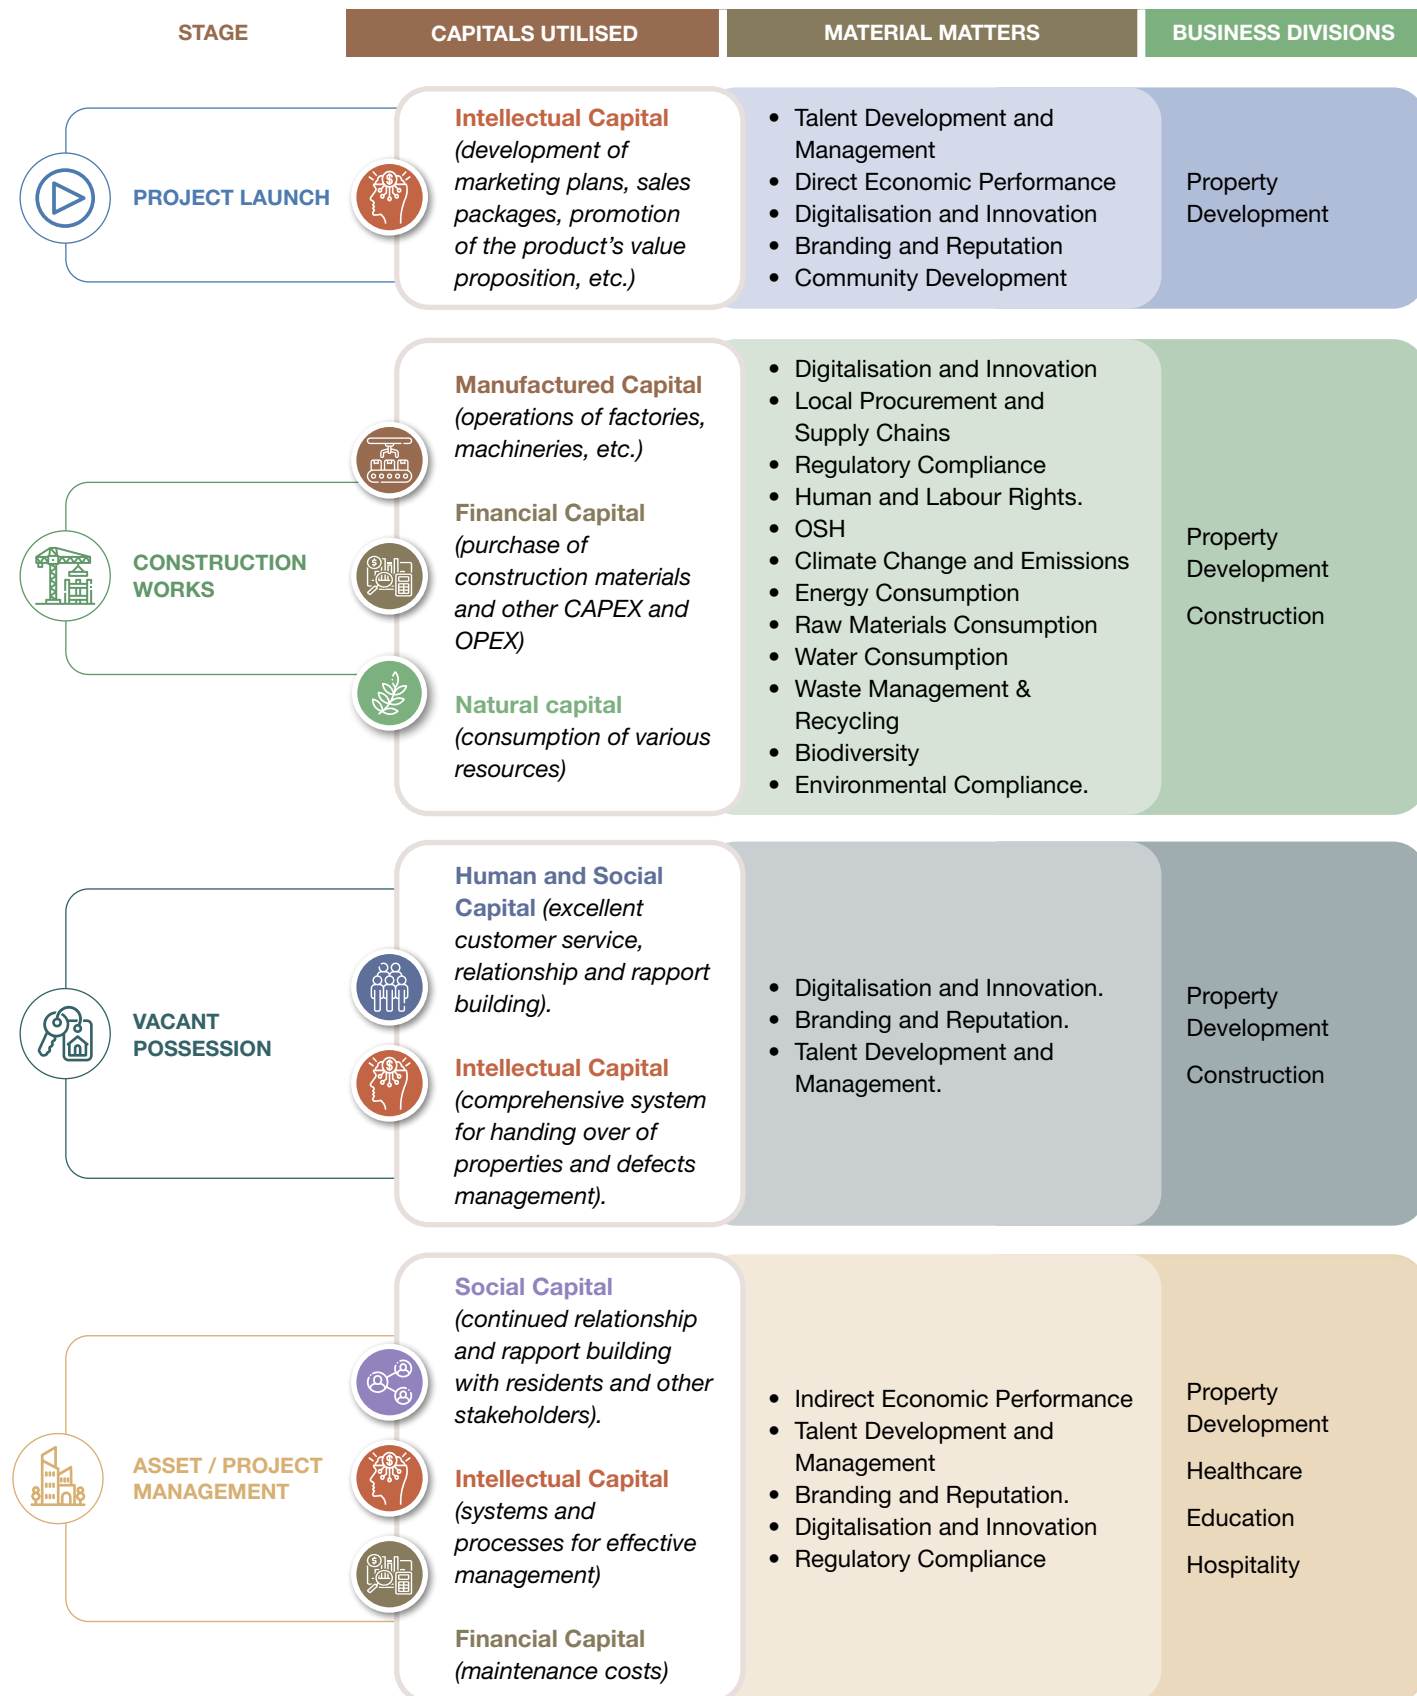 STAGE
CAPITALS UTILISED
MATERIAL MATTERS
BUSINESS DIVISIONS
PROJECT LAUNCH
Intellectual Capital
(development of
marketing plans, sales
packages, promotion
of the product’s value
proposition, etc.)
• Talent Development and
Management
• Direct Economic Performance
• Digitalisation and Innovation
• Branding and Reputation
• Community Development
Property
Development
CONSTRUCTION
WORKS
Manufactured Capital
(operations of factories,
machineries, etc.)
Financial Capital
(purchase of
construction materials
and other CAPEX and
OPEX)
Natural capital
(consumption of various
resources)
• Digitalisation and Innovation
• Local Procurement and
Supply Chains
• Regulatory Compliance
• Human and Labour Rights.
• OSH
• Climate Change and Emissions
• Energy Consumption
• Raw Materials Consumption
• Water Consumption
• Waste Management &
Recycling
• Biodiversity
• Environmental Compliance.
Property
Development
Construction
VACANT
POSSESSION
Human and Social
Capital (excellent
customer service,
relationship and rapport
building).
Intellectual Capital
(comprehensive system
for handing over of
properties and defects
management).
• Digitalisation and Innovation.
• Branding and Reputation.
• Talent Development and
Management.
Property
Development
Construction
ASSET / PROJECT
MANAGEMENT
Social Capital
(continued relationship
and rapport building
with residents and other
stakeholders).
Intellectual Capital
(systems and
processes for effective
management)
Financial Capital
(maintenance costs)
• Indirect Economic Performance
• Talent Development and
Management
• Branding and Reputation.
• Digitalisation and Innovation
• Regulatory Compliance
Property
Development
Healthcare
Education
Hospitality